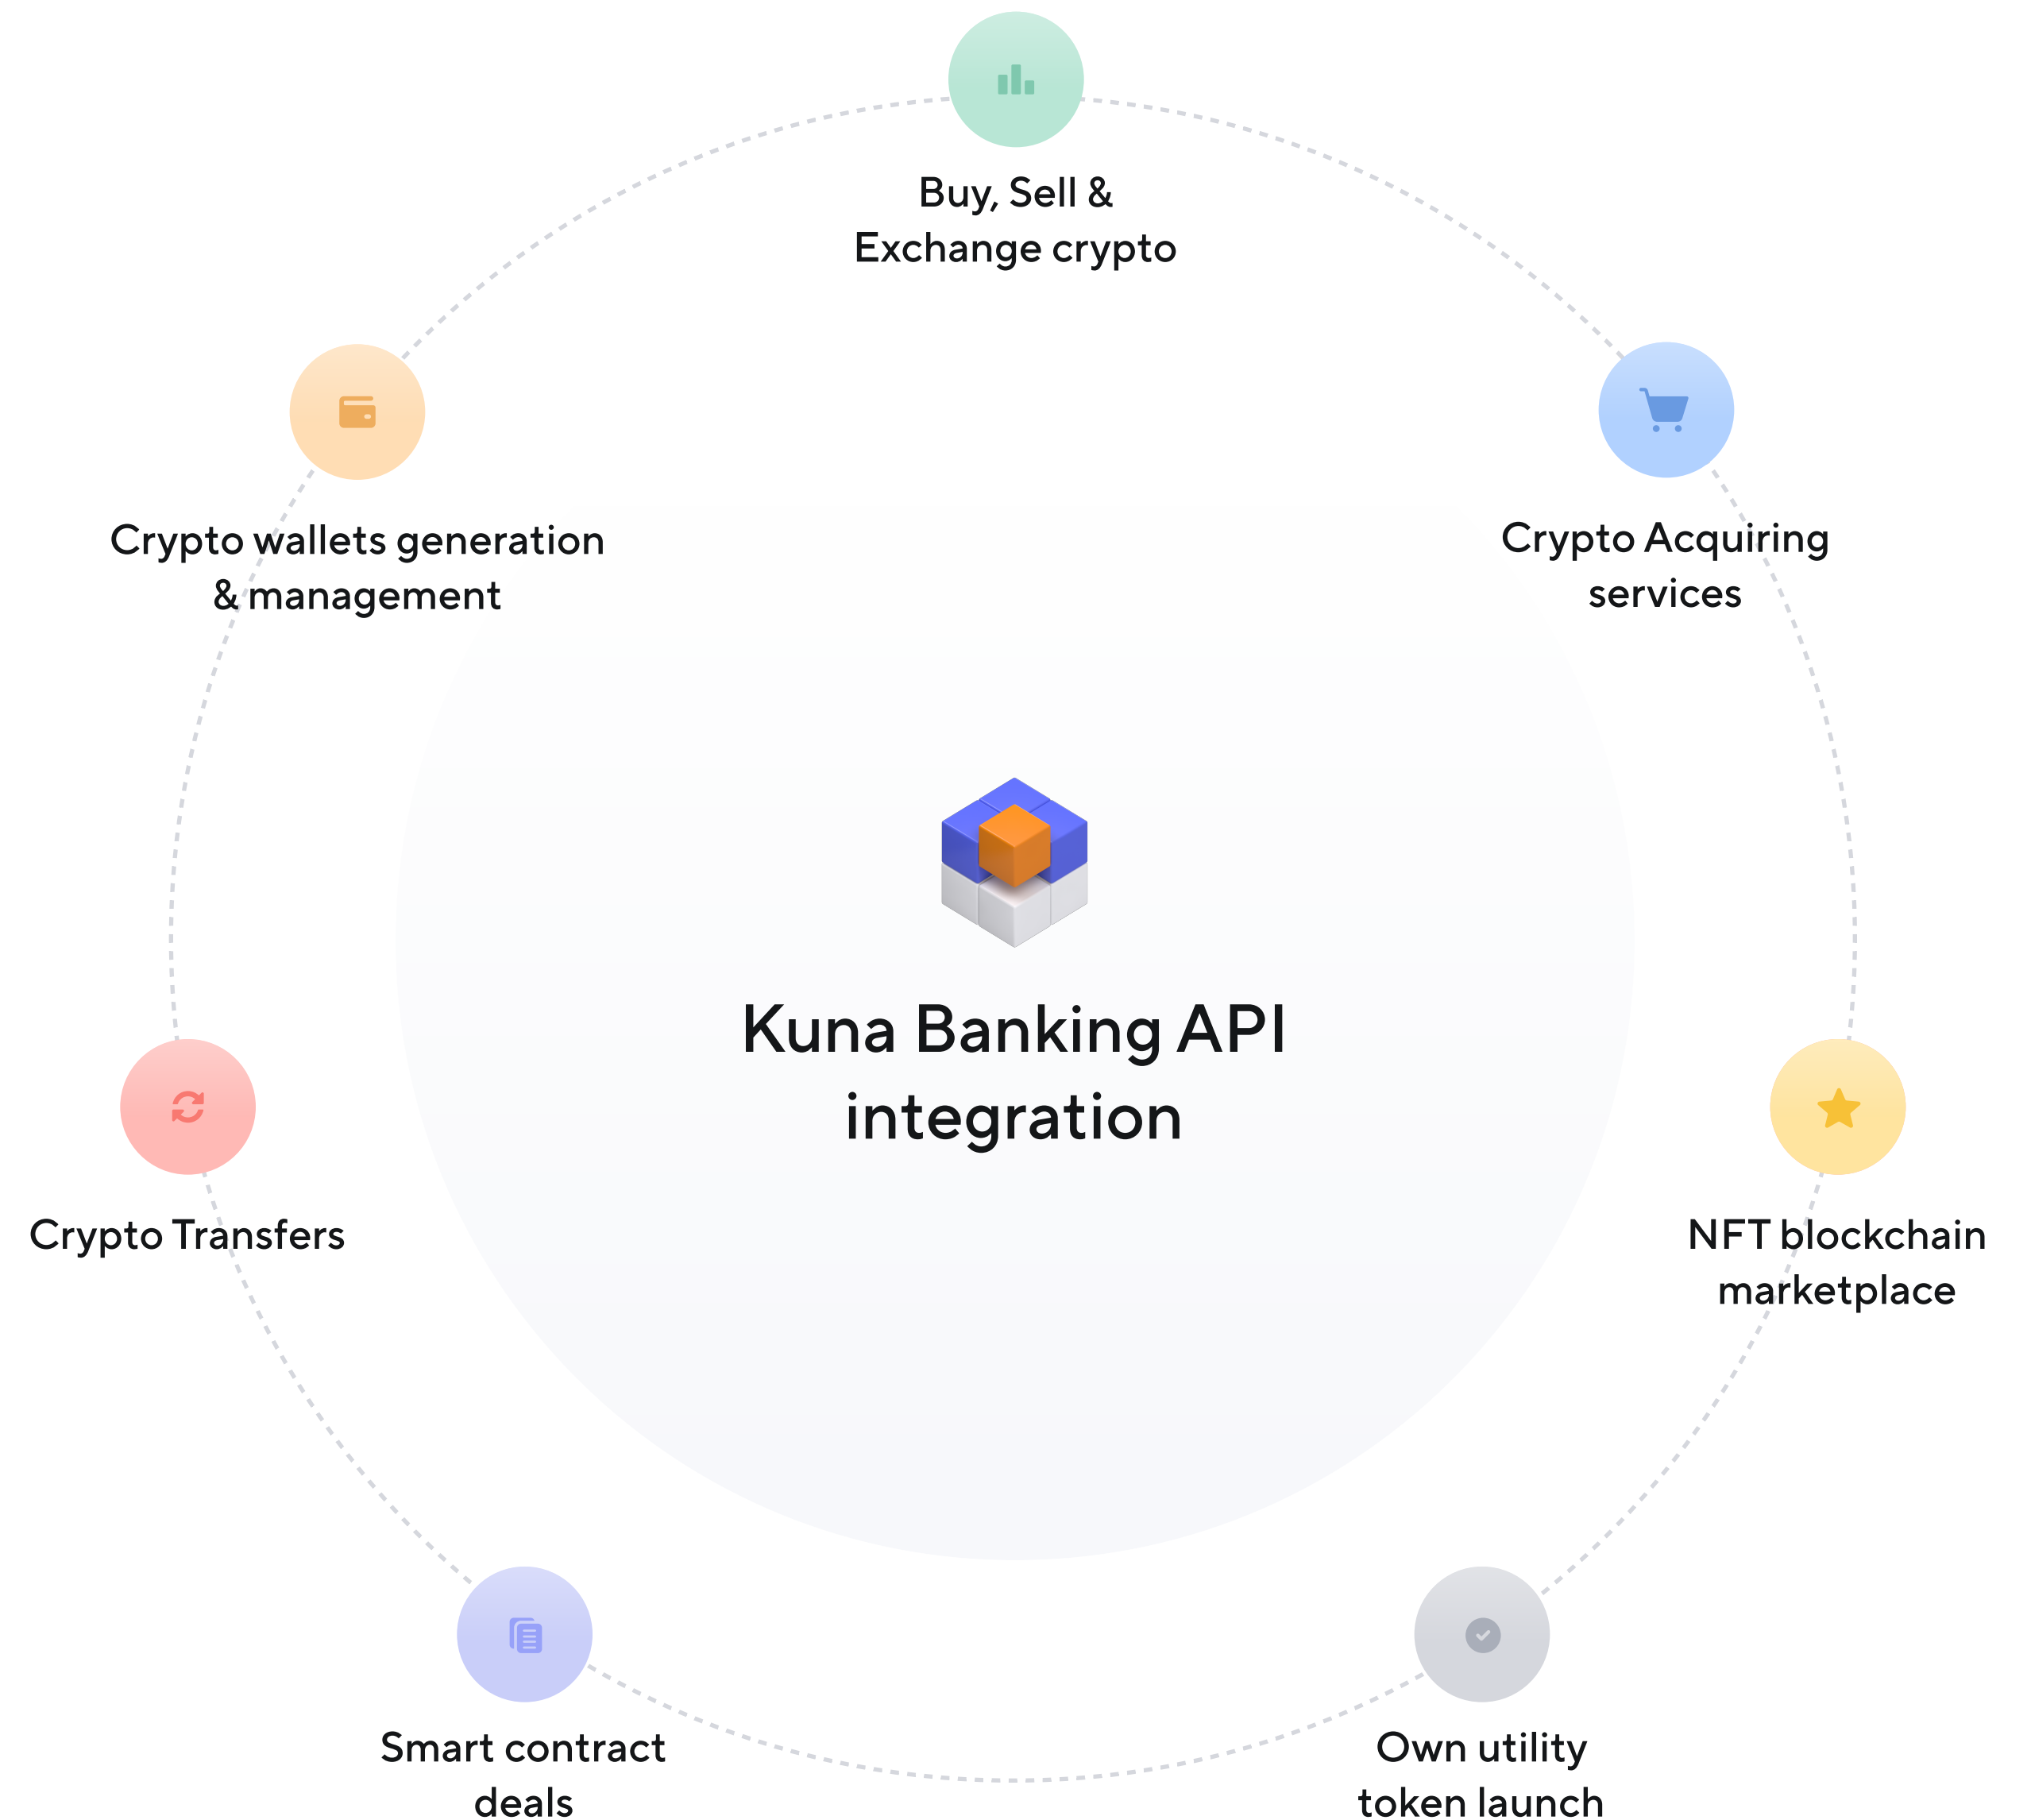 Buy, Sell &
Exchange crypto
Crypto wallets generation
& management
Crypto Acquiring
services
Kuna Banking API
integration
Crypto Transfers
NFT blockchain
marketplace
Smart contract
deals
Own utility
token launch